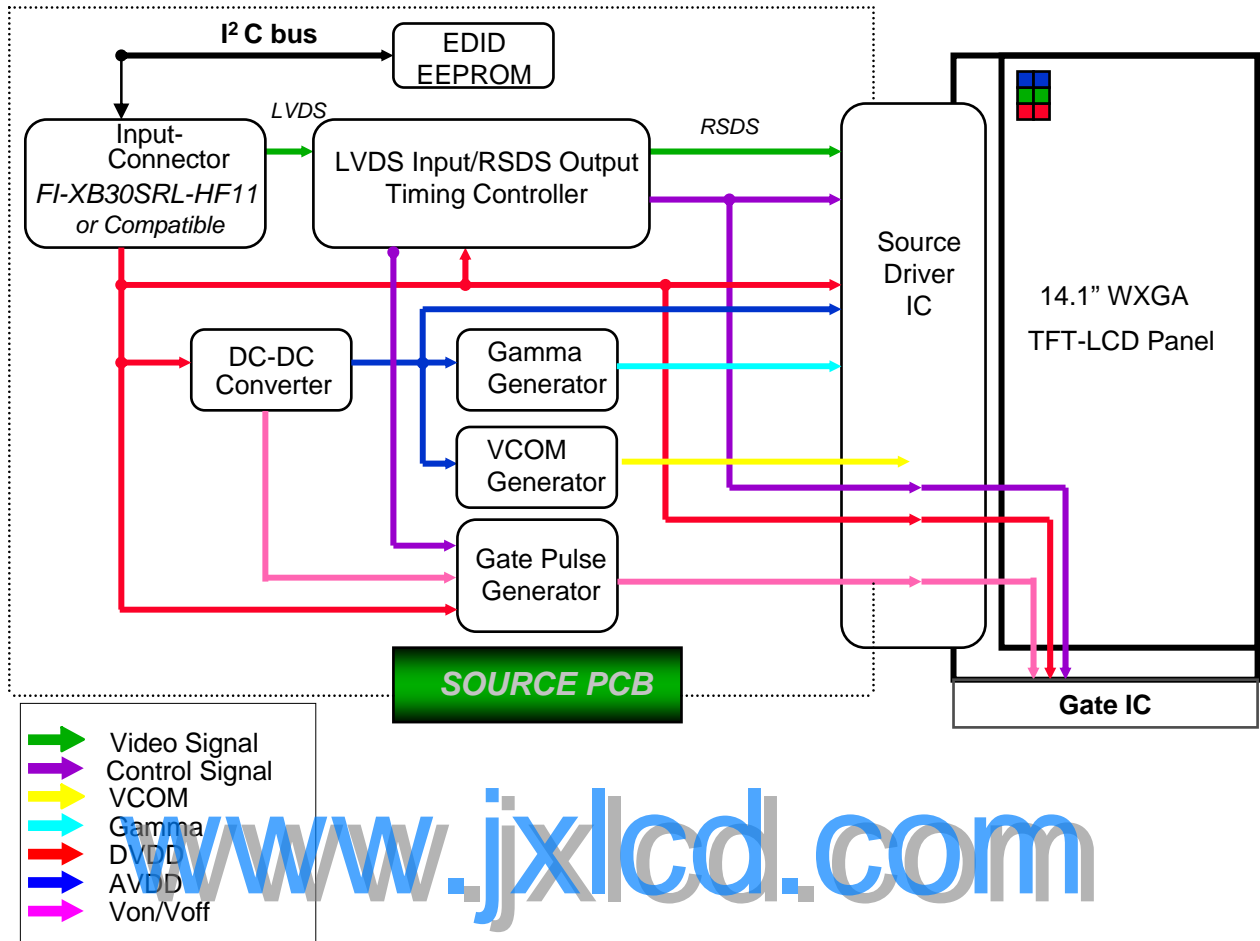 I² C bus
EDID
EEPROM
LVDS
RSDS
Input-
Connector
FI-XB30SRL-HF11
or Compatible
LVDS Input/RSDS Output
Timing Controller
Source
Driver
IC
14.1” WXGA
TFT-LCD Panel
DC-DC
Converter
Gamma
Generator
VCOM
Generator
Gate Pulse
Generator
SOURCE PCB
Gate IC
Video Signal
Control Signal
VCOM
Gamma
DVDD
AVDD
Von/Voff
www.jxlcd.com